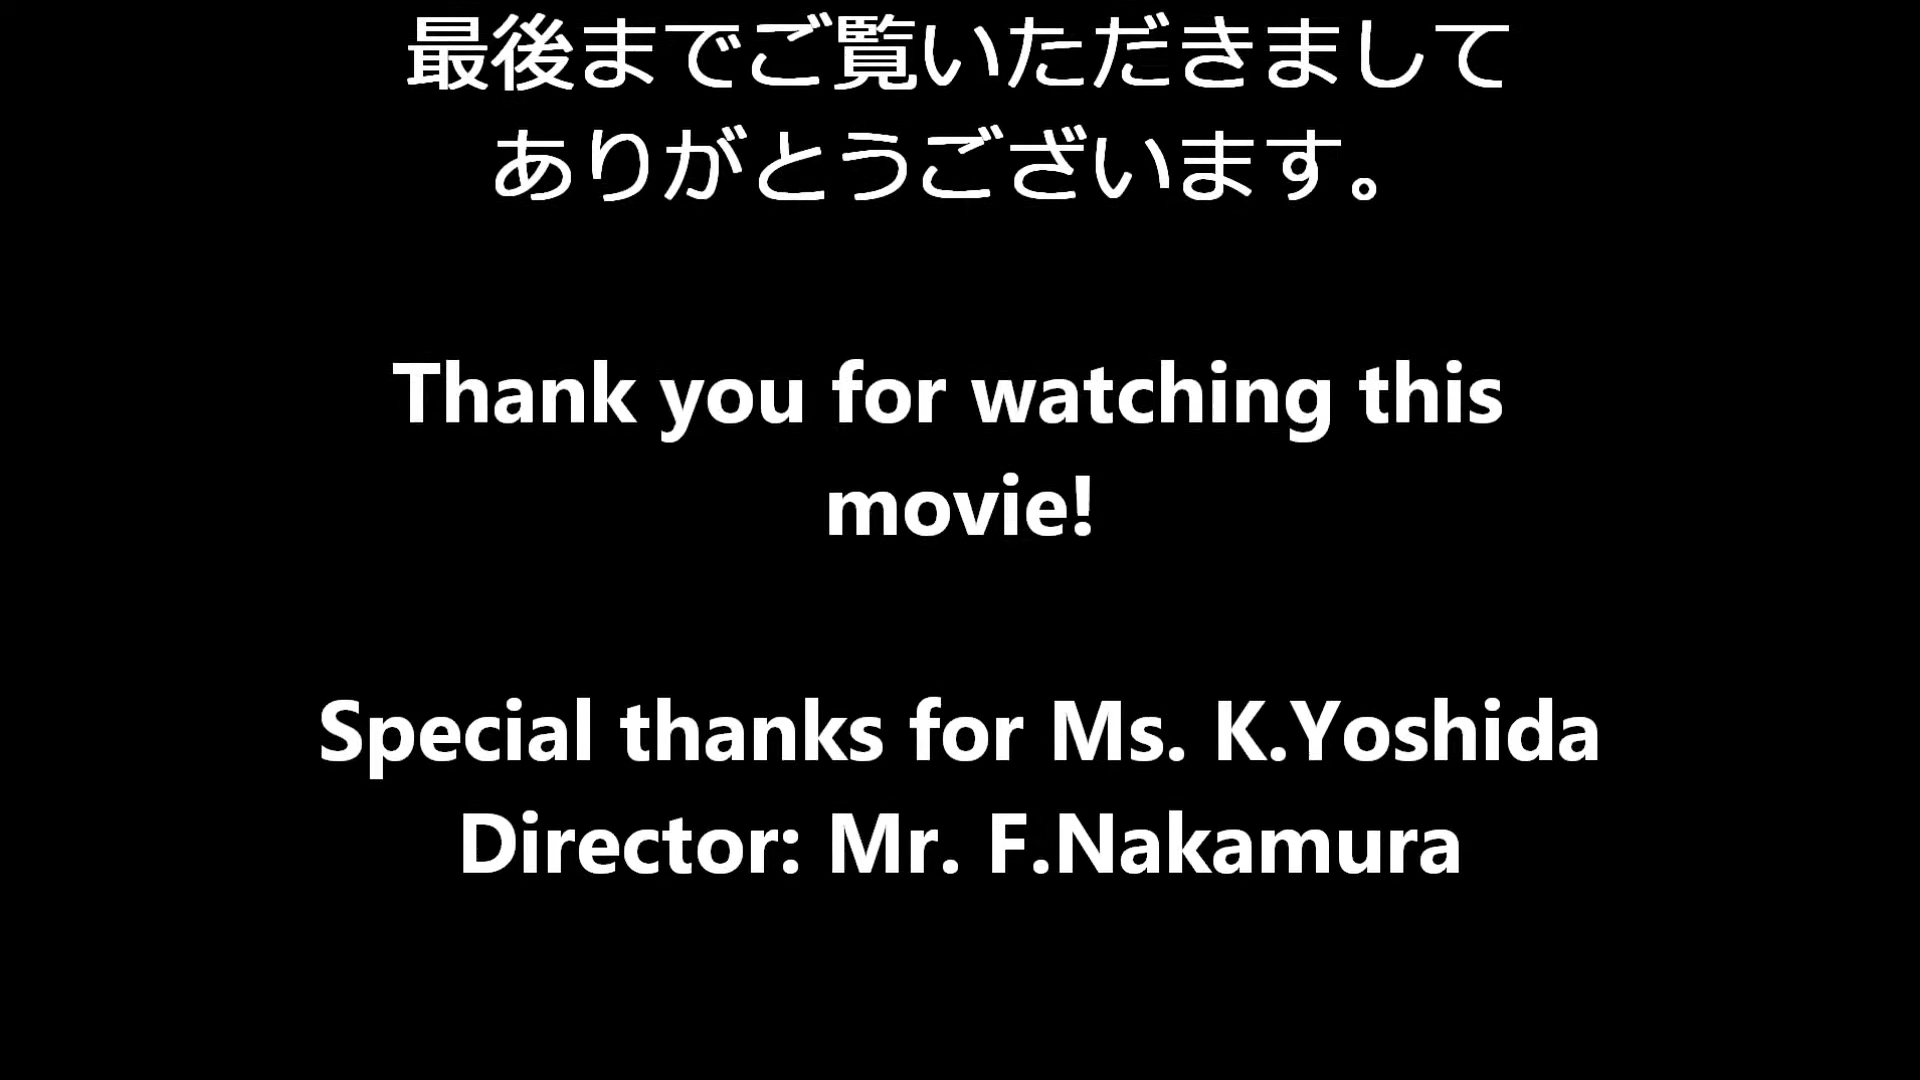 最後までご覧いただきまして
ありがとうございます。
Thank you for watching this
movie!
Special thanks for Ms. K.Yoshida
Director: Mr. F.Nakamura